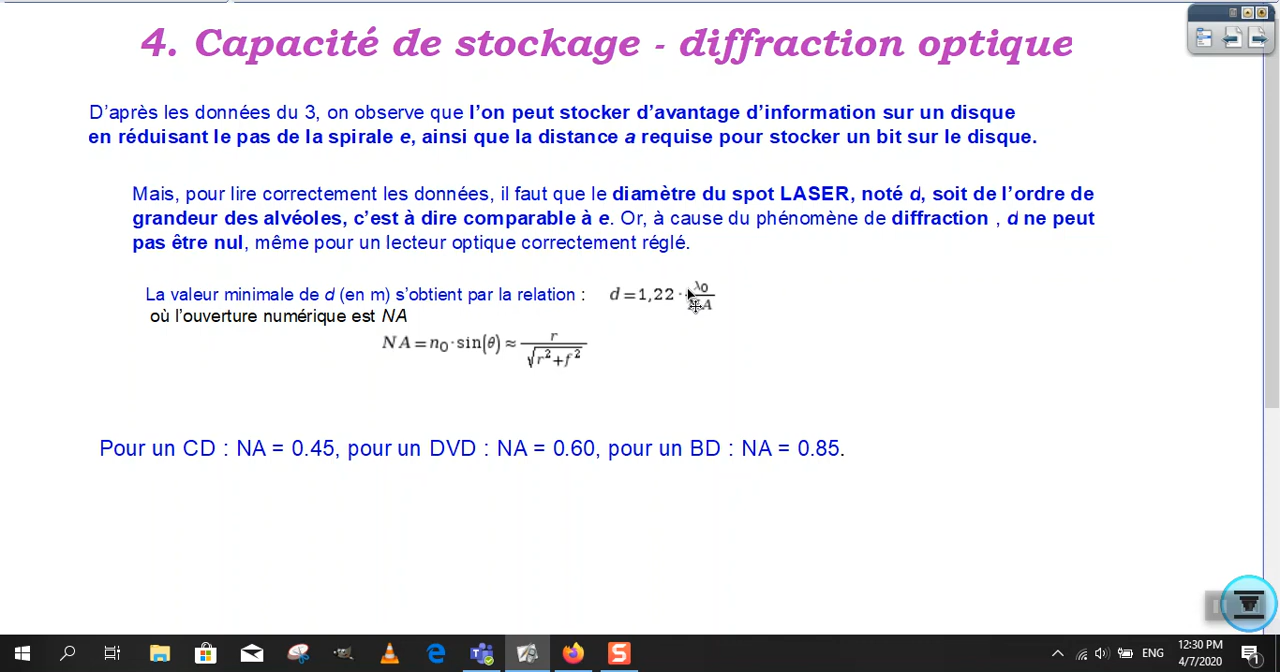 4. Capacité de stockage - diffraction optique
D'après les données du 3, on observe que l'on peut stocker d'avantage d'information sur un disque
en réduisant le pas de la spirale e, ainsi que la distance a requise pour stocker un bit sur le disque.
Mais, pour lire correctement les données, il faut que le diamètre du spot LASER, noté d, soit de l'ordre de
grandeur des alvéoles, c'est à dire comparable à e. Or, à cause du phénomène de diffraction , d ne peut
pas être nul, même pour un lecteur optique correctement réglé.
La valeur minimale de d (en m) s'obtient par la relation : d = 1,22 · λ0
où l'ouverture numérique est NA
NA = n0 · sin(θ) ≈ r / √(r² + f²)
Pour un CD : NA = 0.45, pour un DVD : NA = 0.60, pour un BD : NA = 0.85.
ENG
12:30 PM
4/7/2020